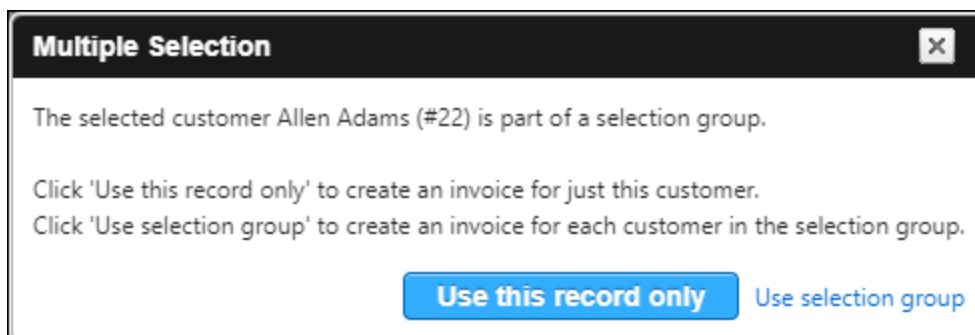 Multiple Selection
The selected customer Allen Adams (#22) is part of a selection group.
Click 'Use this record only' to create an invoice for just this customer.
Click 'Use selection group' to create an invoice for each customer in the selection group.
Use this record only Use selection group